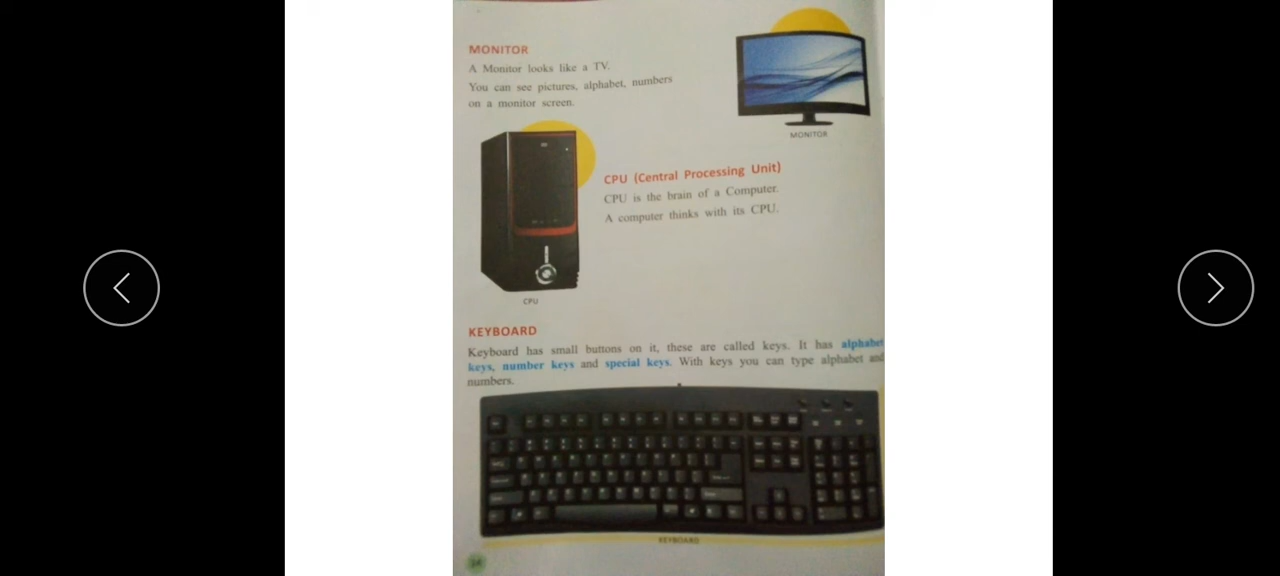 MONITOR
A Monitor looks like a TV.
You can see pictures, alphabet, numbers
on a monitor screen.
MONITOR
CPU (Central Processing Unit)
CPU is the brain of a Computer.
A computer thinks with its CPU.
CPU
KEYBOARD
Keyboard has small buttons on it, these are called keys. It has alphabet
keys, number keys and special keys. With keys you can type alphabet and
numbers.
KEYBOARD